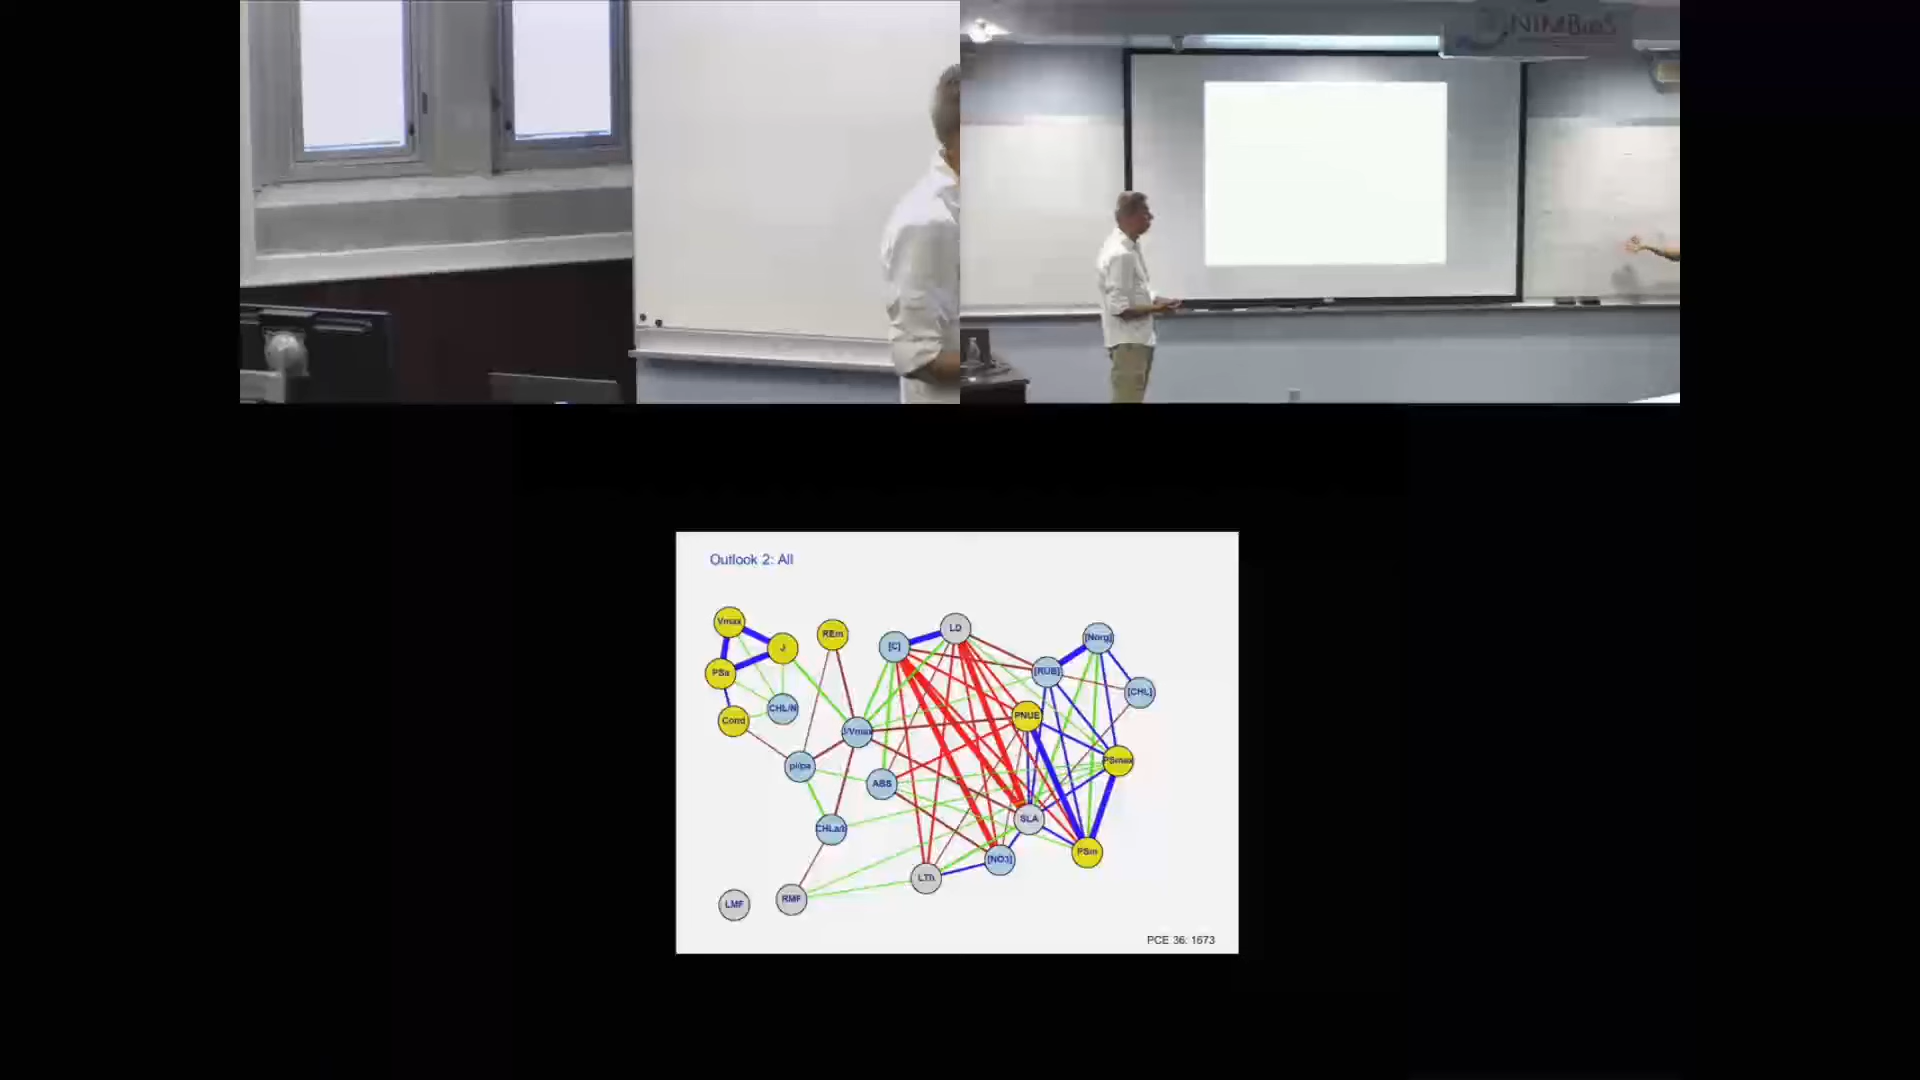 NIMBioS
Outlook 2: All
Vmax
J
REm
[C]
LD
[Norg]
PSa
[RUB]
[CHL]
CHL/N
Cond
PNUE
J/Vmax
pi/pa
PSmax
ABS
CHLa/b
SLA
PSm
[NO3]
LTh
LMF
RMF
PCE 36: 1673